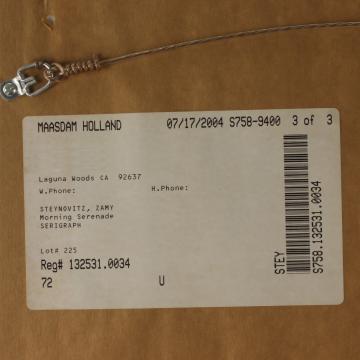 MAASDAM HOLLAND 07/17/2004 S758-9400 3 of 3
Laguna Woods CA 92637
W.Phone: H.Phone:
STEYNOVITZ, ZAMY
Morning Serenade
SERIGRAPH
Lot# 225
Reg# 132531.0034
72 U
STEY
S758.132531.0034